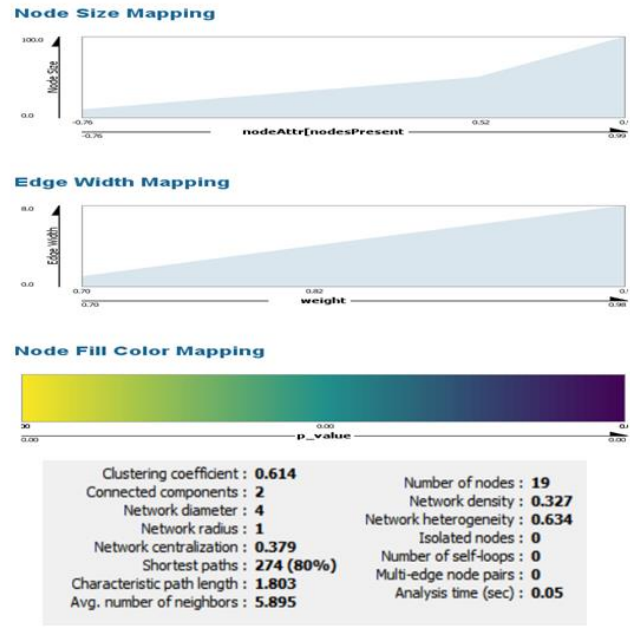 Node Size Mapping
100.0
Node Size
0.0
-0.76
0.52
-0.76
nodeAttr[nodesPresent
0.99
Edge Width Mapping
8.0
Edge Width
0.0
0.70
0.82
0.70
weight
0.98
Node Fill Color Mapping
0.00
0.00
p_value
0.00
Clustering coefficient : 0.614
Connected components : 2
Network diameter : 4
Network radius : 1
Network centralization : 0.379
Shortest paths : 274 (80%)
Characteristic path length : 1.803
Avg. number of neighbors : 5.895
Number of nodes : 19
Network density : 0.327
Network heterogeneity : 0.634
Isolated nodes : 0
Number of self-loops : 0
Multi-edge node pairs : 0
Analysis time (sec) : 0.05